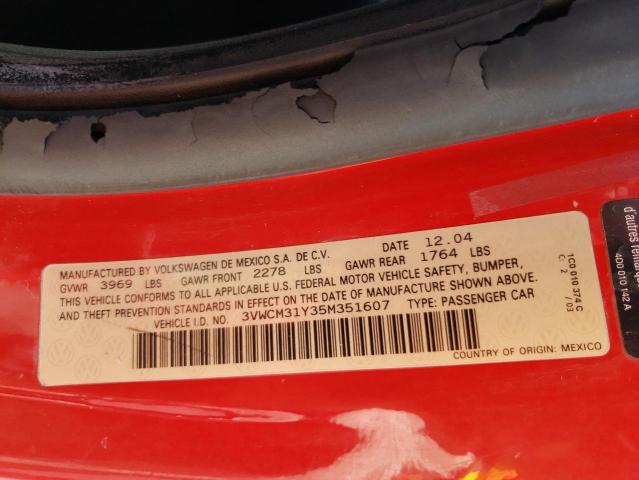 MANUFACTURED BY VOLKSWAGEN DE MEXICO S.A. DE C.V. DATE 12.04
GVWR 3969 LBS GAWR FRONT 2278 LBS GAWR REAR 1764 LBS
THIS VEHICLE CONFORMS TO ALL APPLICABLE U.S. FEDERAL MOTOR VEHICLE SAFETY, BUMPER,
AND THEFT PREVENTION STANDARDS IN EFFECT ON THE DATE OF MANUFACTURE SHOWN ABOVE.
VEHICLE I.D. NO. 3VWCM31Y35M351607 TYPE: PASSENGER CAR
COUNTRY OF ORIGIN: MEXICO
1C0 010 374 C
C 2 / 03
4D0 010 142 A